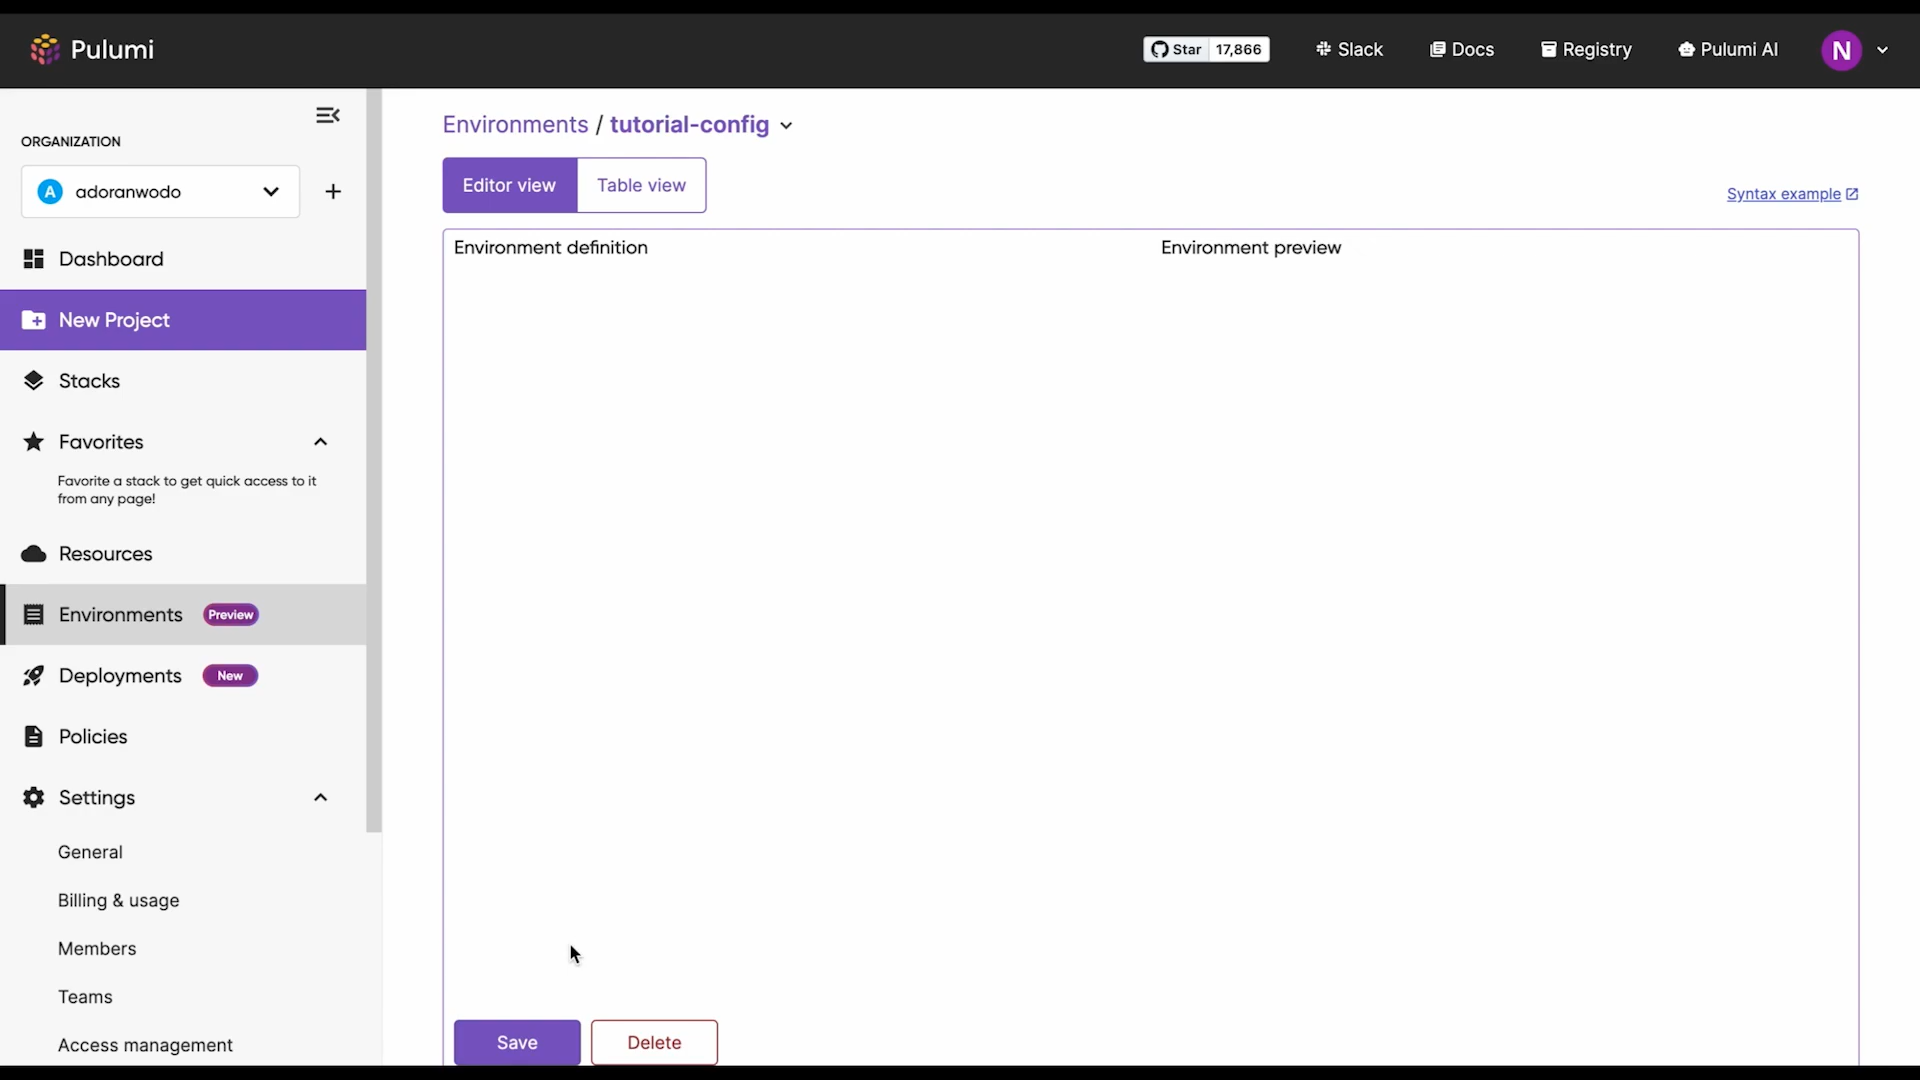 Pulumi
Star 17,866
Slack
Docs
Registry
Pulumi AI
N
ORGANIZATION
A adoranwodo
Dashboard
New Project
Stacks
Favorites
Favorite a stack to get quick access to it
from any page!
Resources
Environments Preview
Deployments New
Policies
Settings
General
Billing & usage
Members
Teams
Access management
Environments / tutorial-config
Editor view
Table view
Syntax example
Environment definition
Environment preview
Save
Delete